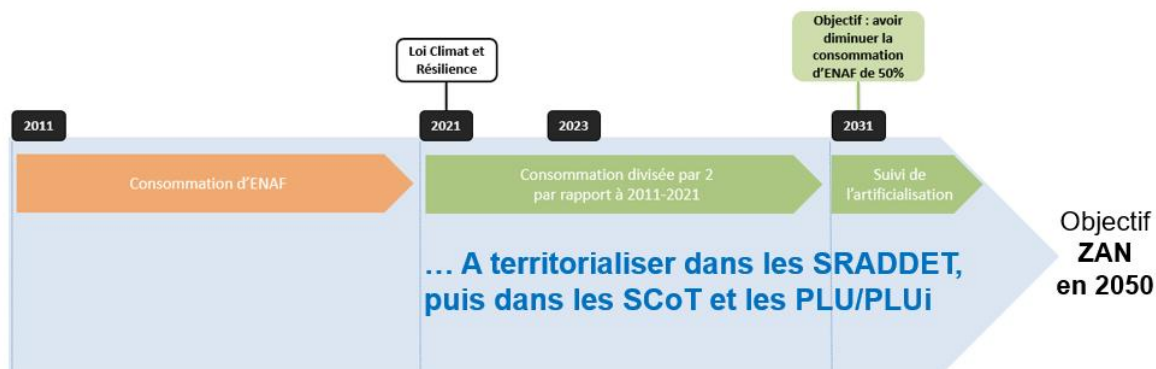 Objectif : avoir
diminuer la
consommation
d'ENAF de 50%
Loi Climat et
Résilience
2011
2021
2023
2031
Consommation d'ENAF
Consommation divisée par 2
par rapport à 2011-2021
Suivi de
l'artificialisation
Objectif
ZAN
en 2050
... A territorialiser dans les SRADDET,
puis dans les SCoT et les PLU/PLUi